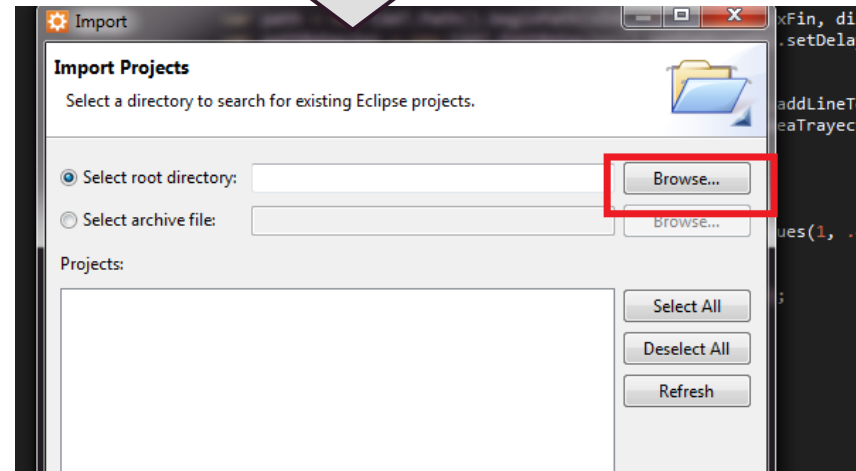 Import
Import Projects
Select a directory to search for existing Eclipse projects.
Select root directory:
Browse...
Select archive file:
Browse...
Projects:
Select All
Deselect All
Refresh
xFin, di
.setDela
addLineT
eaTrayec
ues(1, .
;